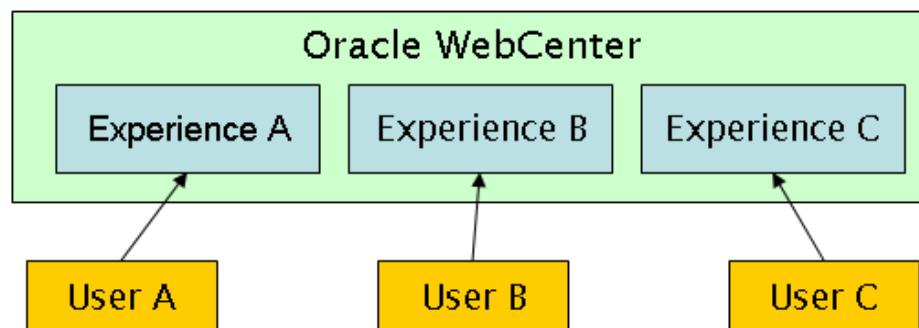 Oracle WebCenter
Experience A
Experience B
Experience C
User A
User B
User C